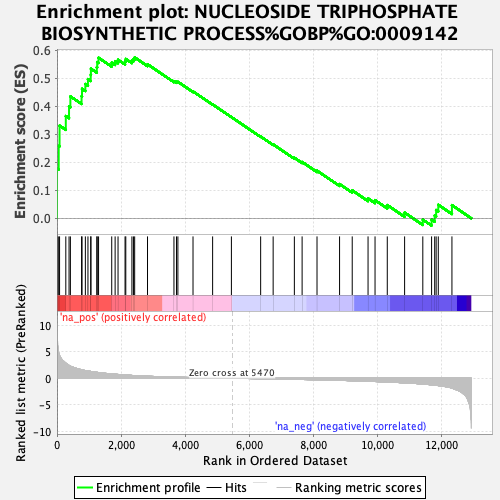 Enrichment plot: NUCLEOSIDE TRIPHOSPHATE
BIOSYNTHETIC PROCESS%GOBP%GO:0009142
Enrichment score (ES)
0.6
0.5
0.4
0.3
0.2
0.1
0.0
'na_pos' (positively correlated)
Ranked list metric (PreRanked)
10
5
0
-5
-10
Zero cross at 5470
'na_neg' (negatively correlated)
0 2,000 4,000 6,000 8,000 10,000 12,000
Rank in Ordered Dataset
Enrichment profile Hits Ranking metric scores